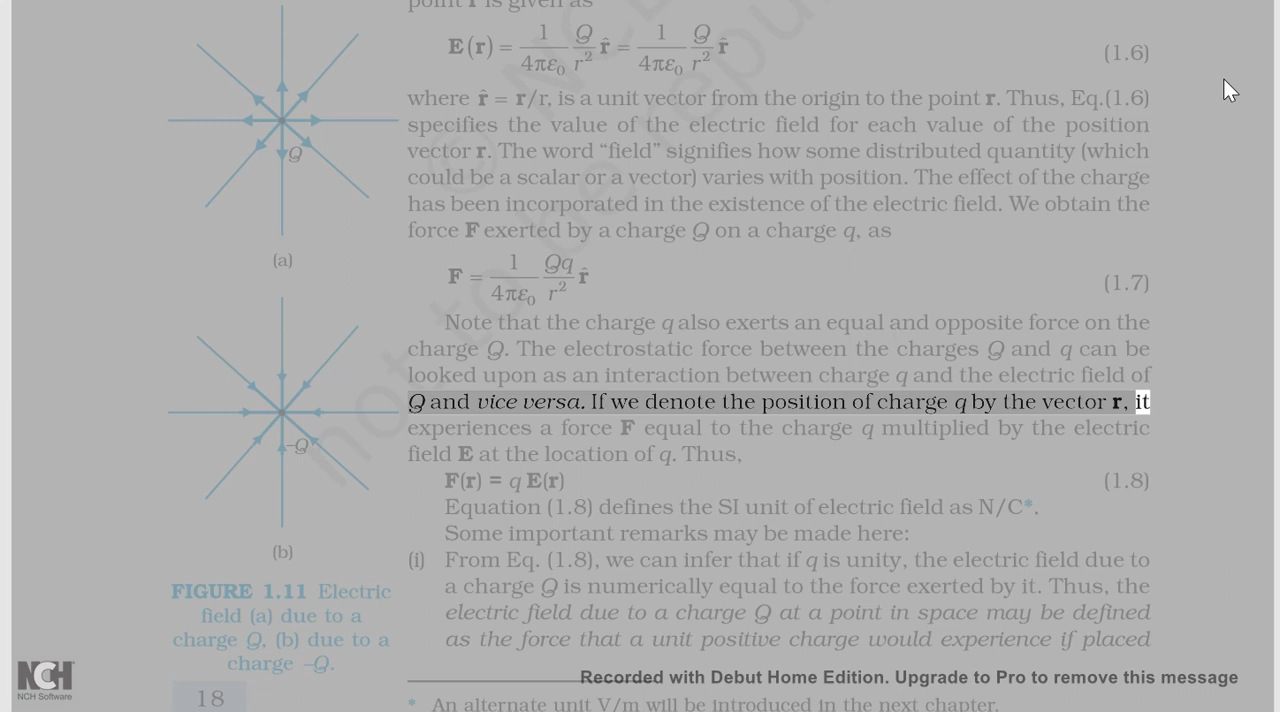 point r is given as
E(r) = 1/4πε₀ Q/r² r̂ = 1/4πε₀ Q/r² r̂ (1.6)
where r̂ = r/r, is a unit vector from the origin to the point r. Thus, Eq.(1.6)
specifies the value of the electric field for each value of the position
vector r. The word “field” signifies how some distributed quantity (which
could be a scalar or a vector) varies with position. The effect of the charge
has been incorporated in the existence of the electric field. We obtain the
force F exerted by a charge Q on a charge q, as
F = 1/4πε₀ Qq/r² r̂ (1.7)
Note that the charge q also exerts an equal and opposite force on the
charge Q. The electrostatic force between the charges Q and q can be
looked upon as an interaction between charge q and the electric field of
Q and vice versa. If we denote the position of charge q by the vector r, it
experiences a force F equal to the charge q multiplied by the electric
field E at the location of q. Thus,
F(r) = q E(r) (1.8)
Equation (1.8) defines the SI unit of electric field as N/C*.
Some important remarks may be made here:
(i) From Eq. (1.8), we can infer that if q is unity, the electric field due to
a charge Q is numerically equal to the force exerted by it. Thus, the
electric field due to a charge Q at a point in space may be defined
as the force that a unit positive charge would experience if placed
* An alternate unit V/m will be introduced in the next chapter.
Q
(a)
–Q
(b)
FIGURE 1.11 Electric
field (a) due to a
charge Q, (b) due to a
charge –Q.
18
NCH
NCH Software
Recorded with Debut Home Edition. Upgrade to Pro to remove this message